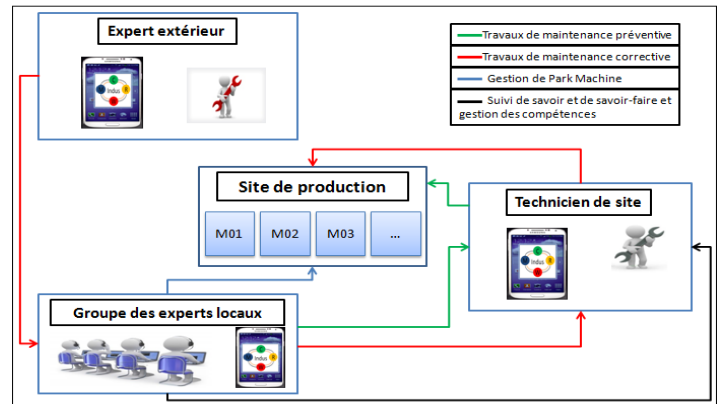 Expert extérieur
Indus
Travaux de maintenance préventive
Travaux de maintenance corrective
Gestion de Park Machine
Suivi de savoir et de savoir-faire et
gestion des compétences
Site de production
M01 M02 M03 ...
Technicien de site
Indus
Groupe des experts locaux
Indus